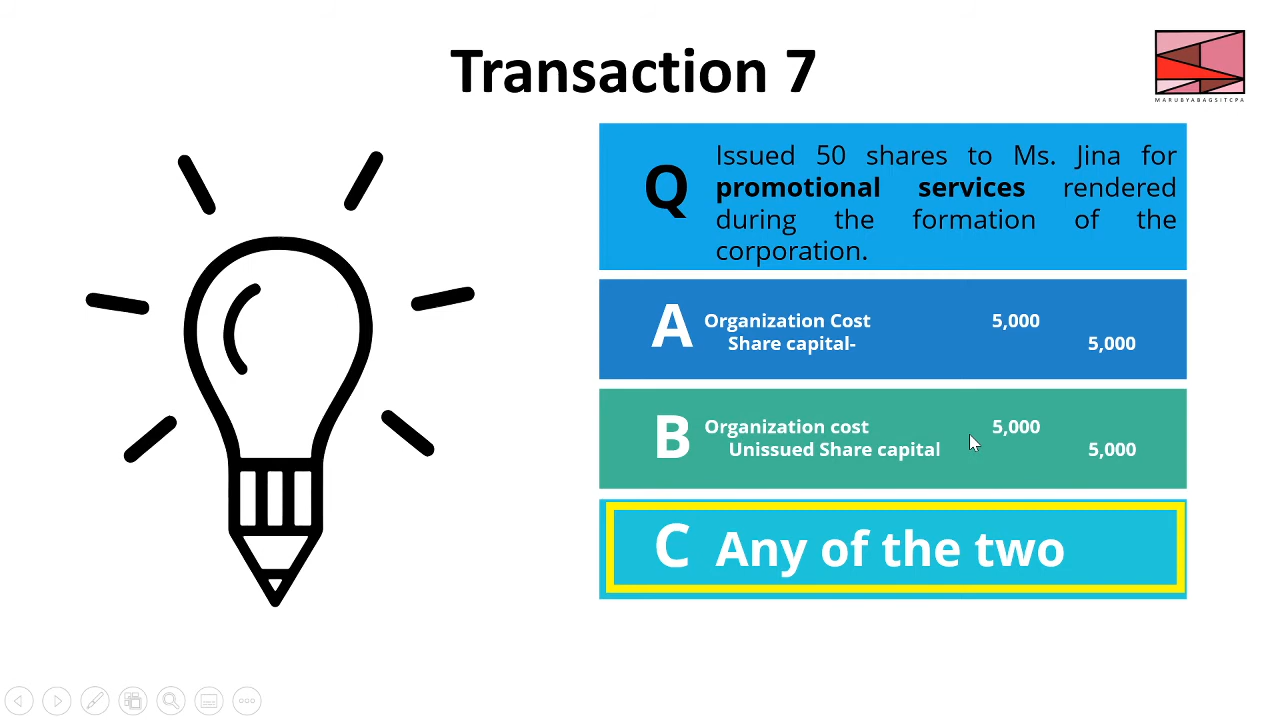 Transaction 7
MARUBYABAGSITCPA
Q
Issued 50 shares to Ms. Jina for
promotional services rendered
during the formation of the
corporation.
A
Organization Cost 5,000
Share capital- 5,000
B
Organization cost 5,000
Unissued Share capital 5,000
C Any of the two